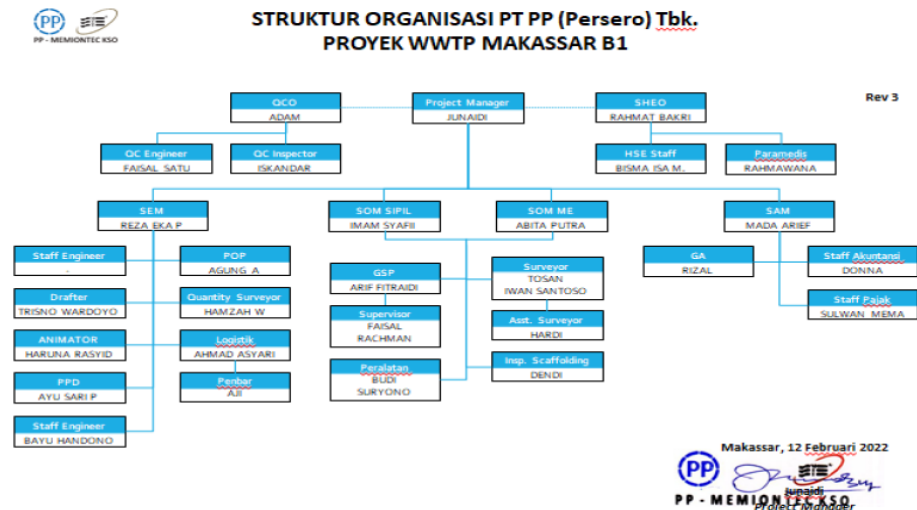 STRUKTUR ORGANISASI PT PP (Persero) Tbk.
PROYEK WWTP MAKASSAR B1
PP
PP - MEMIONTEC KSO
Rev 3
QCO
ADAM
Project Manager
JUNAIDI
SHEO
RAHMAT BAKRI
QC Engineer
FAISAL SATU
QC Inspector
ISKANDAR
HSE Staff
BISMA ISA M.
Paramedis
RAHMAWANA
SEM
REZA EKA P
SOM SIPIL
IMAM SYAFII
SOM ME
ABITA PUTRA
SAM
MADA ARIEF
Staff Engineer
-
POP
AGUNG A
Drafter
TRISNO WARDOYO
Quantity Surveyor
HAMZAH W
ANIMATOR
HARUNA RASYID
Logistik
AHMAD ASYARI
PPD
AYU SARI P
Penbar
AJI
Staff Engineer
BAYU HANDONO
GSP
ARIF FITRAIDI
Supervisor
FAISAL
RACHMAN
Peralatan
BUDI
SURYONO
Surveyor
TOSAN
IWAN SANTOSO
Asst. Surveyor
HARDI
Insp. Scaffolding
DENDI
GA
RIZAL
Staff Akuntansi
DONNA
Staff Pajak
SULWAN MEMA
Makassar, 12 Februari 2022
PP
Junaidi
PP - MEMIONTEC KSO
Project Manager